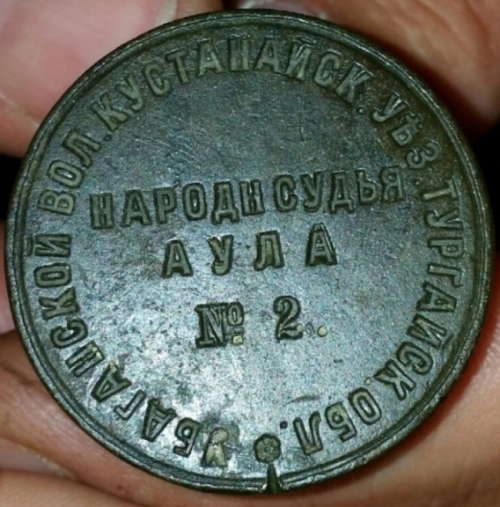 УБАГАНСКОЙ ВОЛ. КУСТАНАЙСК. УѢЗ. ТУРГАЙСК. ОБЛ.
НАРОДН СУДЬЯ
АУЛА
№ 2.